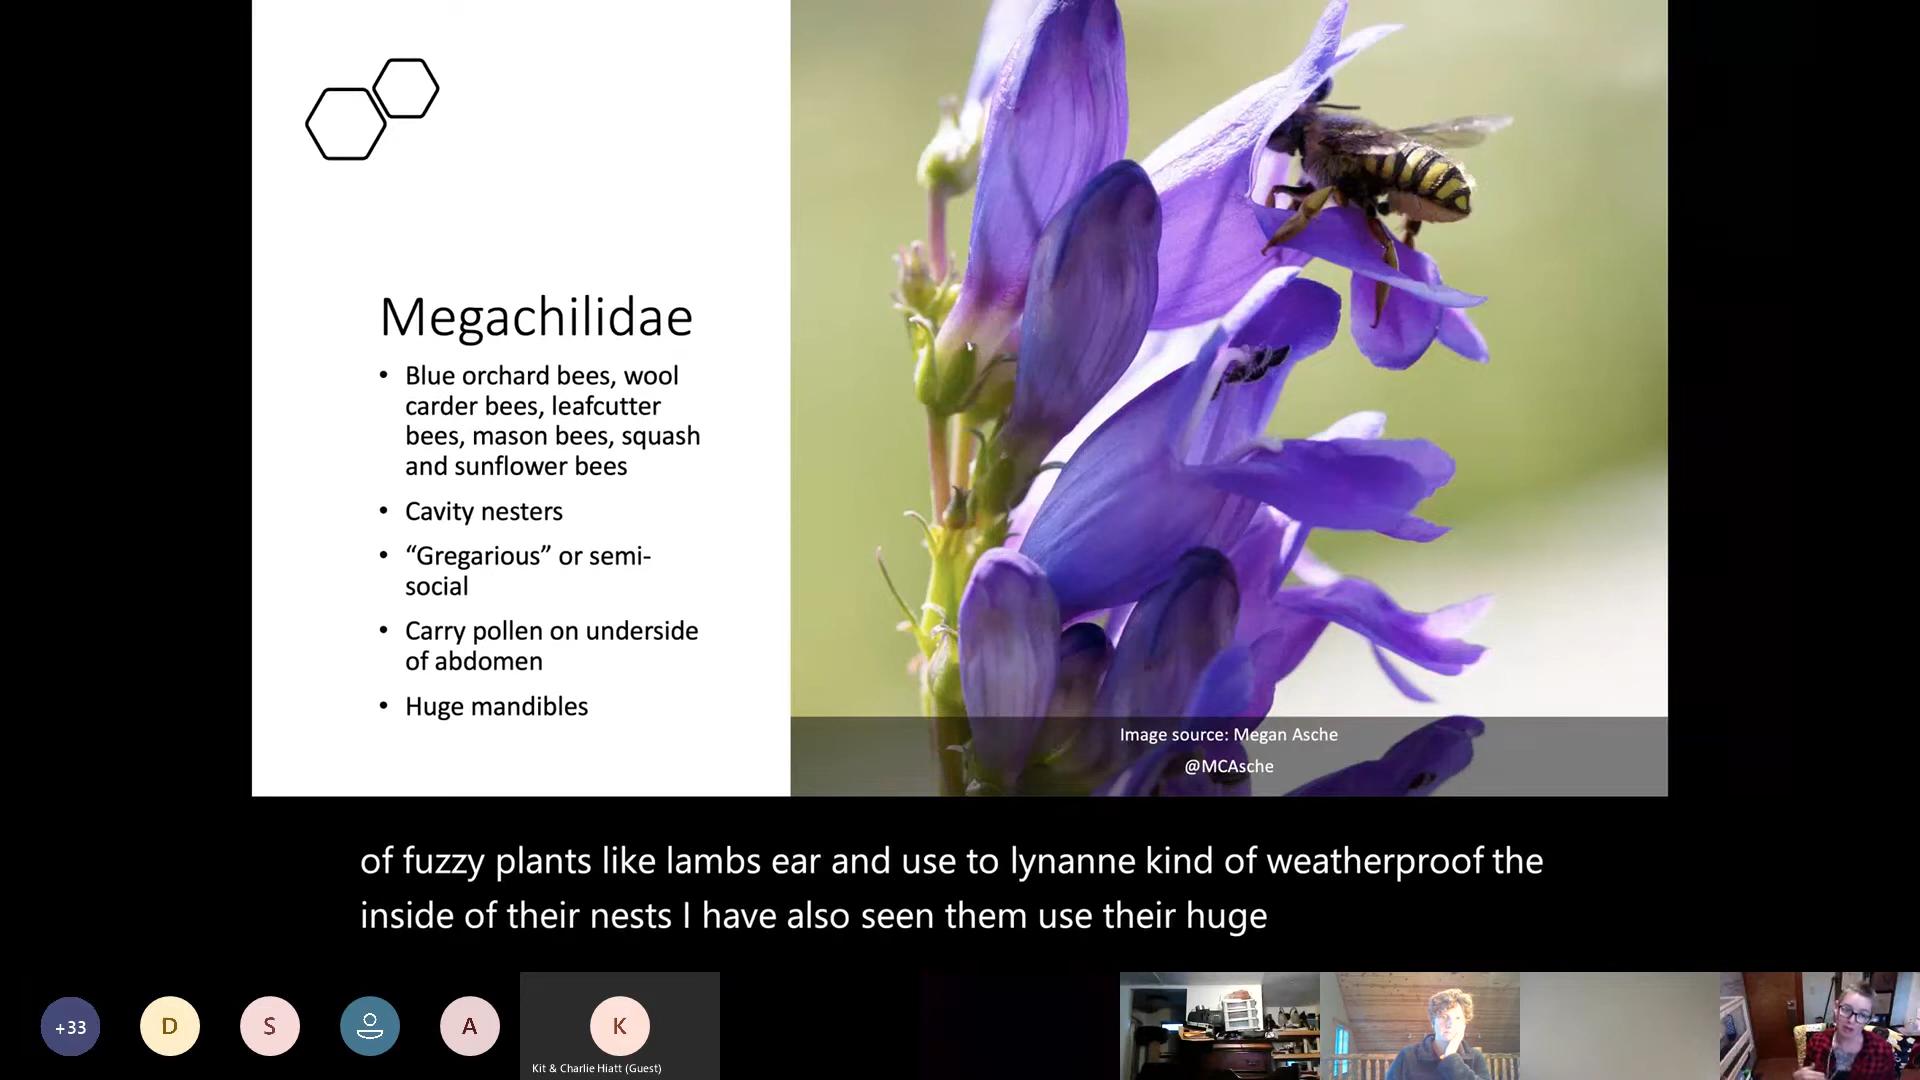 Megachilidae
• Blue orchard bees, wool
carder bees, leafcutter
bees, mason bees, squash
and sunflower bees
• Cavity nesters
• “Gregarious” or semi-
social
• Carry pollen on underside
of abdomen
• Huge mandibles
Image source: Megan Asche
@MCAsche
of fuzzy plants like lambs ear and use to lynanne kind of weatherproof the
inside of their nests I have also seen them use their huge
+33
D
S
A
K
Kit & Charlie Hiatt (Guest)